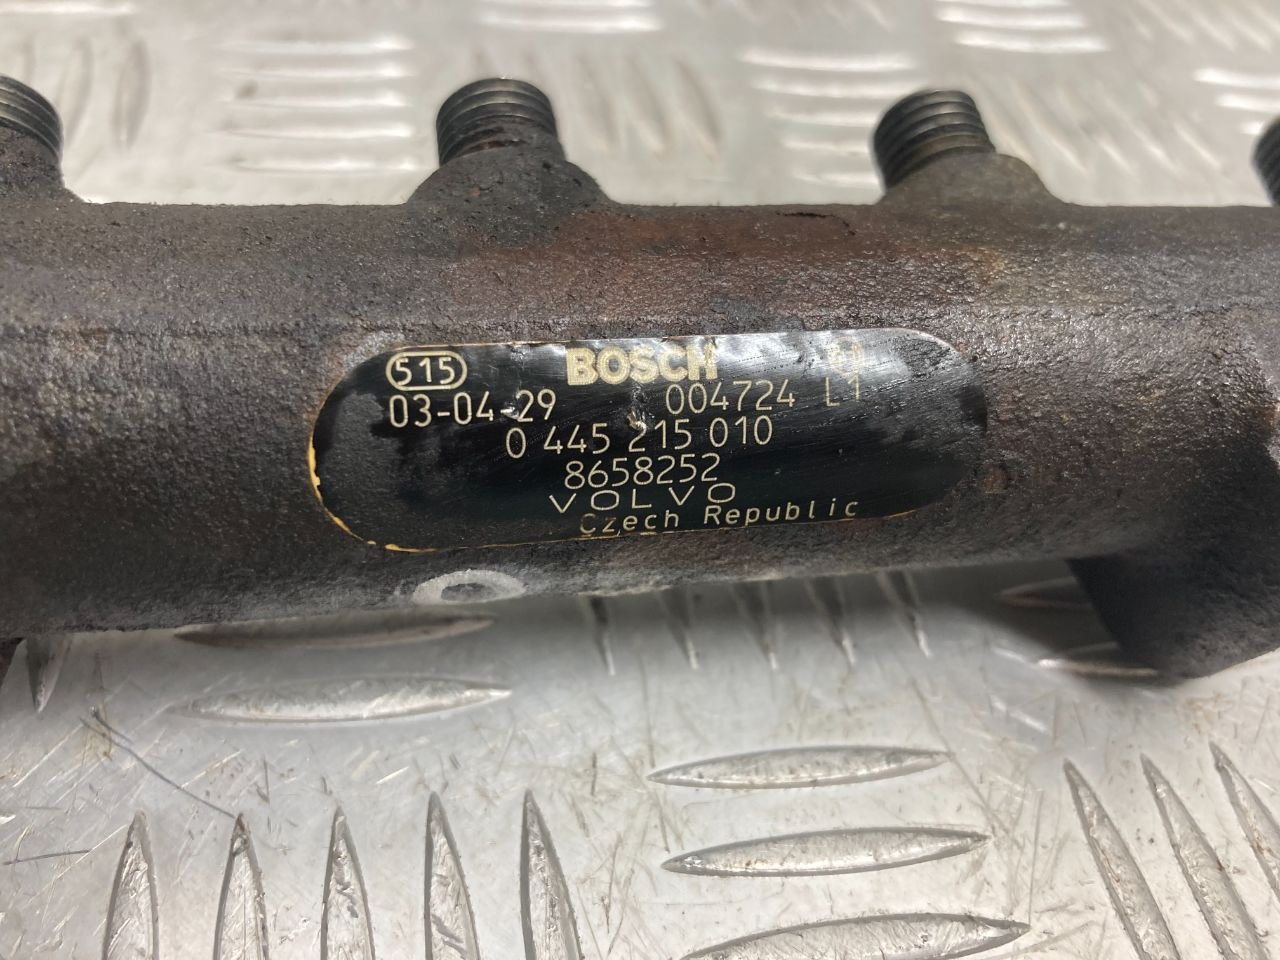 515 BOSCH
03-04-29 004724 L1
0 445 215 010
8658252
VOLVO
Czech Republic